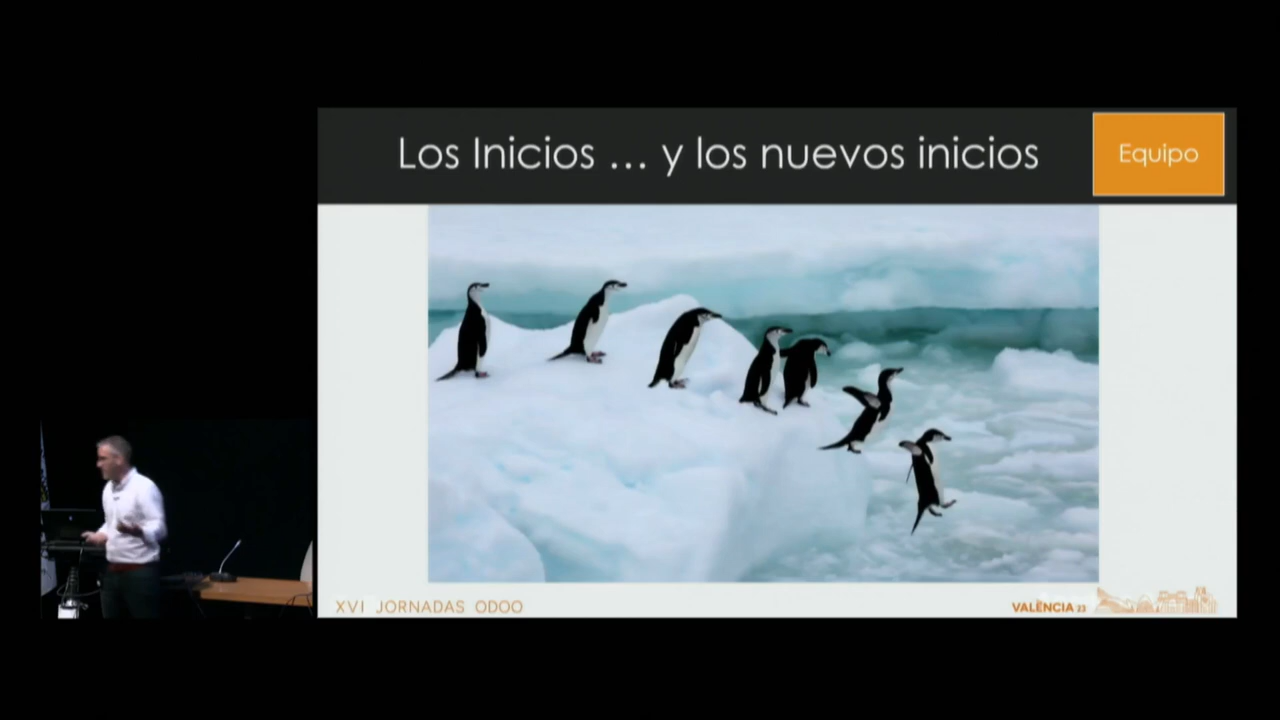 Los Inicios ... y los nuevos inicios
Equipo
XVI JORNADAS ODOO
VALÈNCIA 23